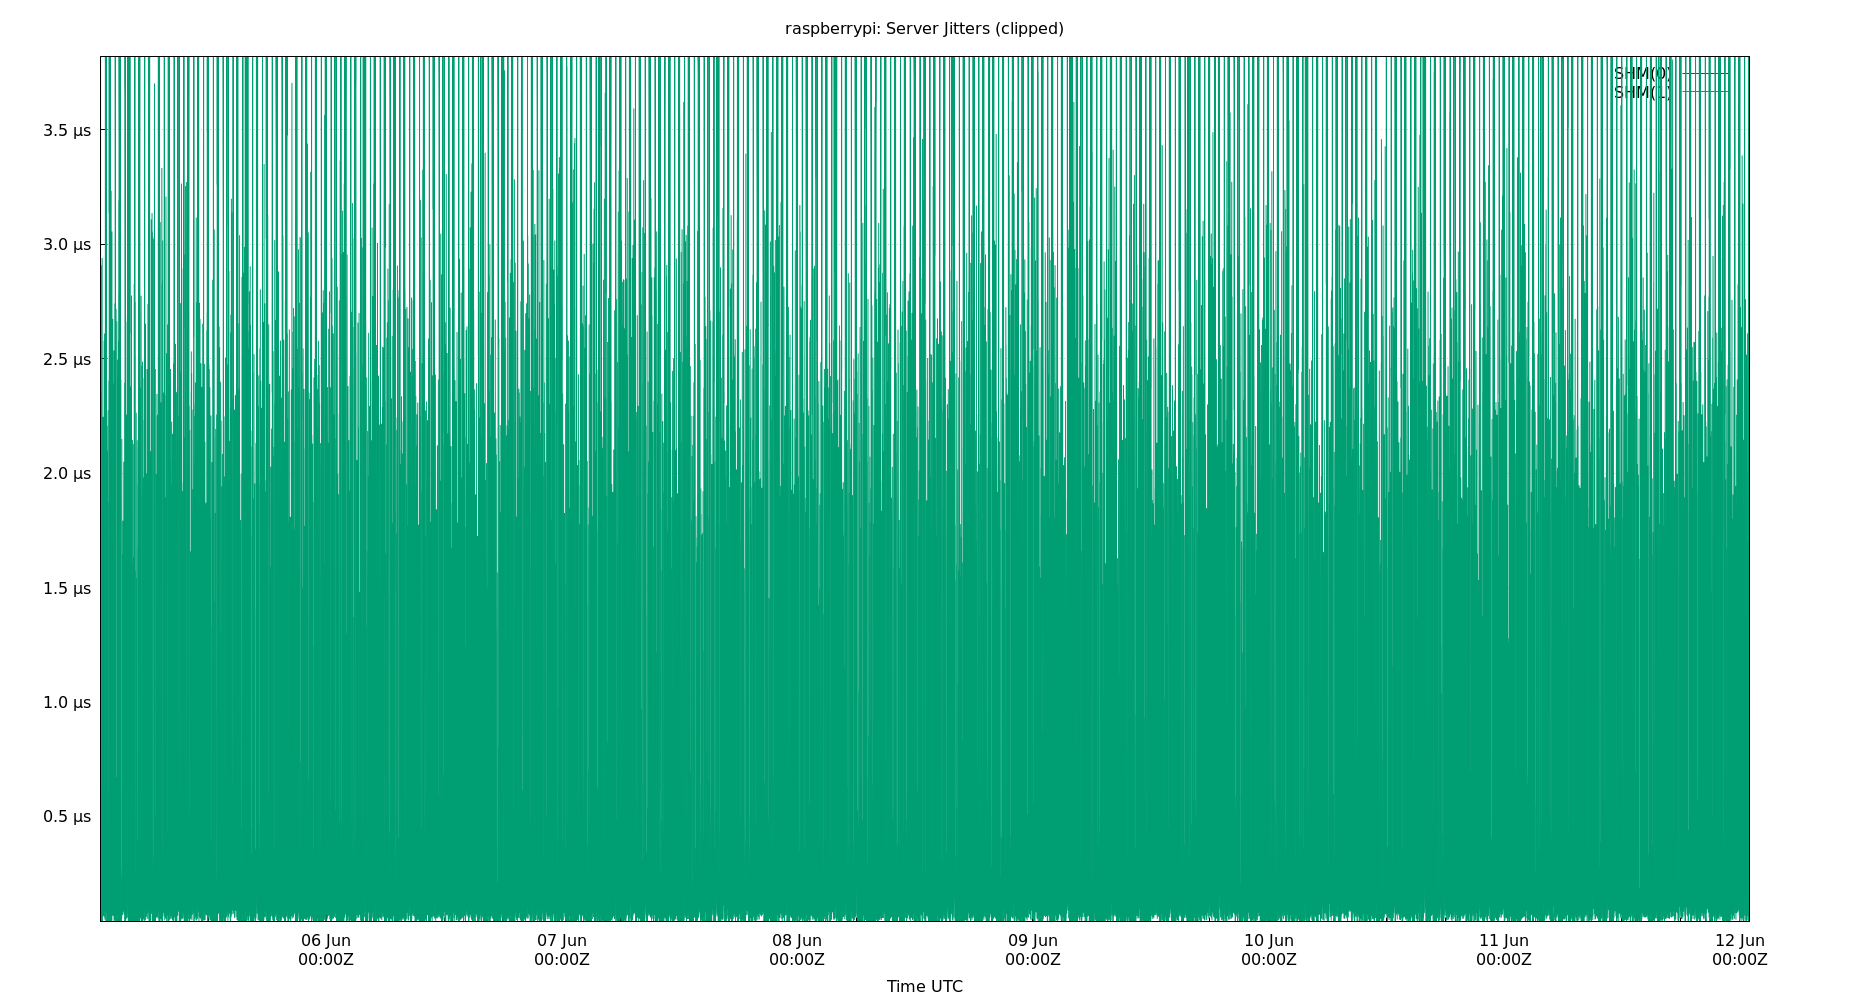 raspberrypi: Server Jitters (clipped)
SHM(0)
SHM(1)
3.5 µs
3.0 µs
2.5 µs
2.0 µs
1.5 µs
1.0 µs
0.5 µs
06 Jun 07 Jun 08 Jun 09 Jun 10 Jun 11 Jun 12 Jun
00:00Z 00:00Z 00:00Z 00:00Z 00:00Z 00:00Z 00:00Z
Time UTC